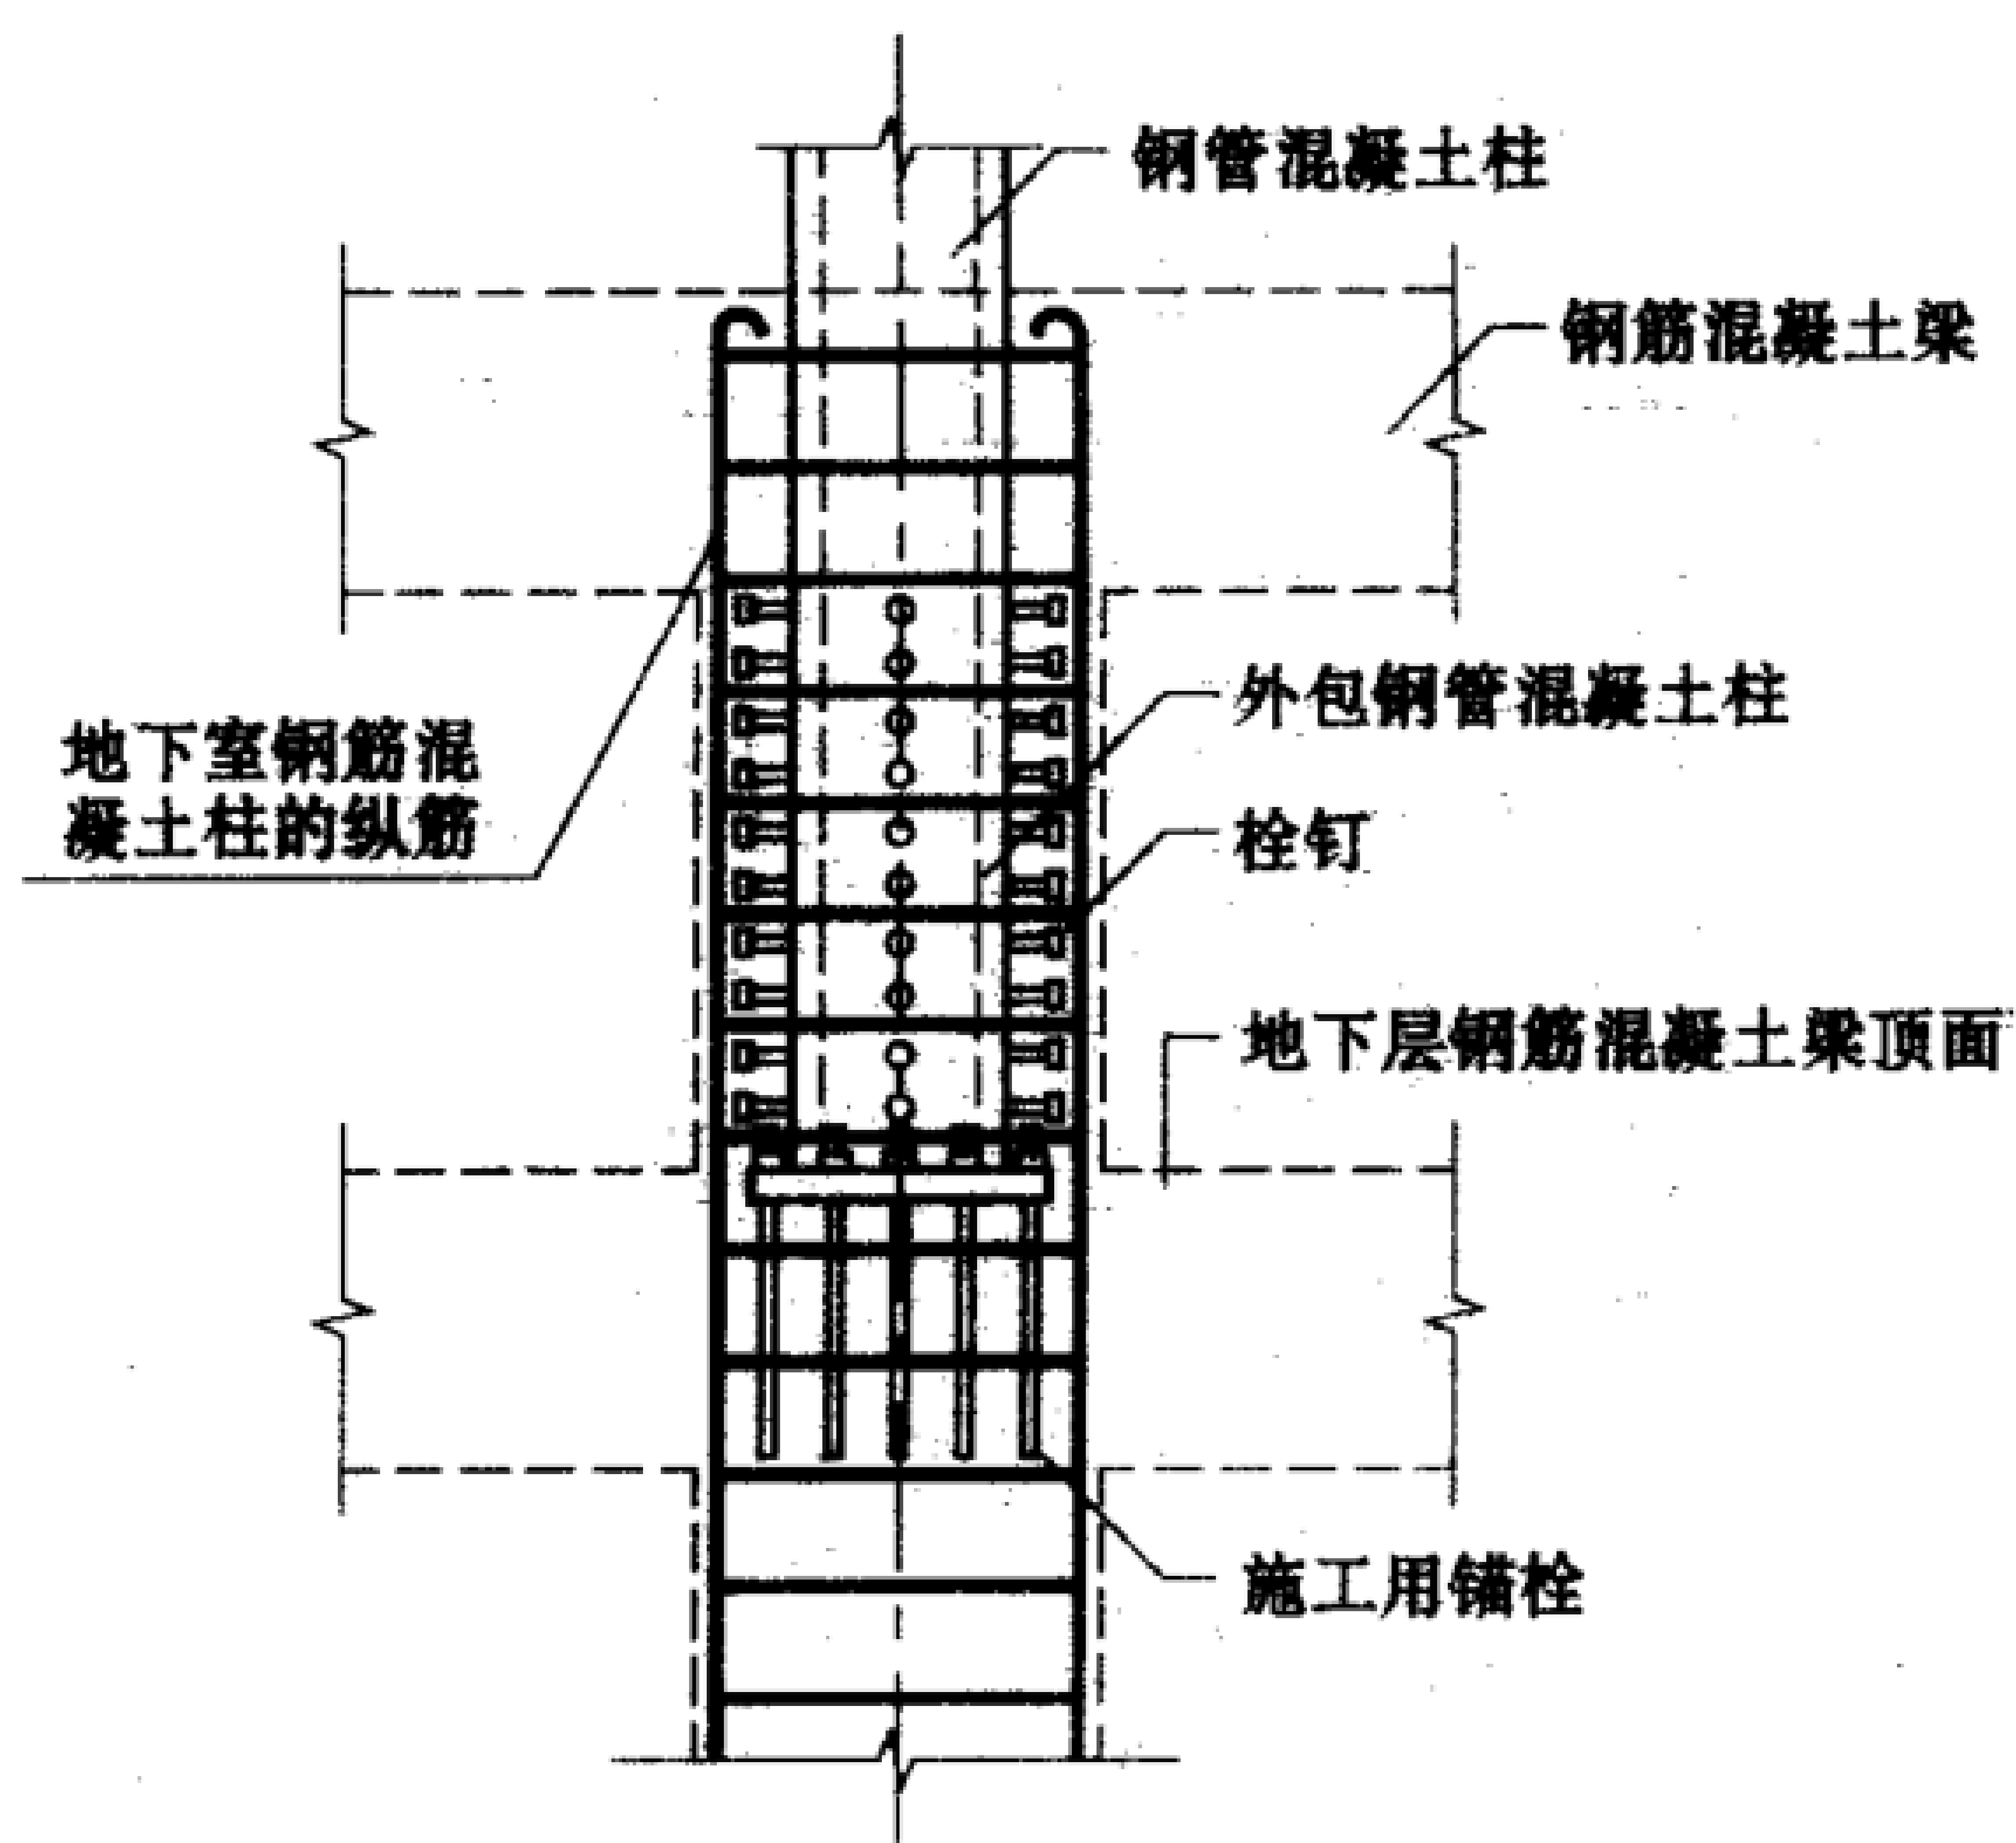 钢管混凝土柱
钢筋混凝土梁
外包钢管混凝土柱
地下室钢筋混
凝土柱的纵筋
栓钉
地下层钢筋混凝土梁顶面
施工用锚栓